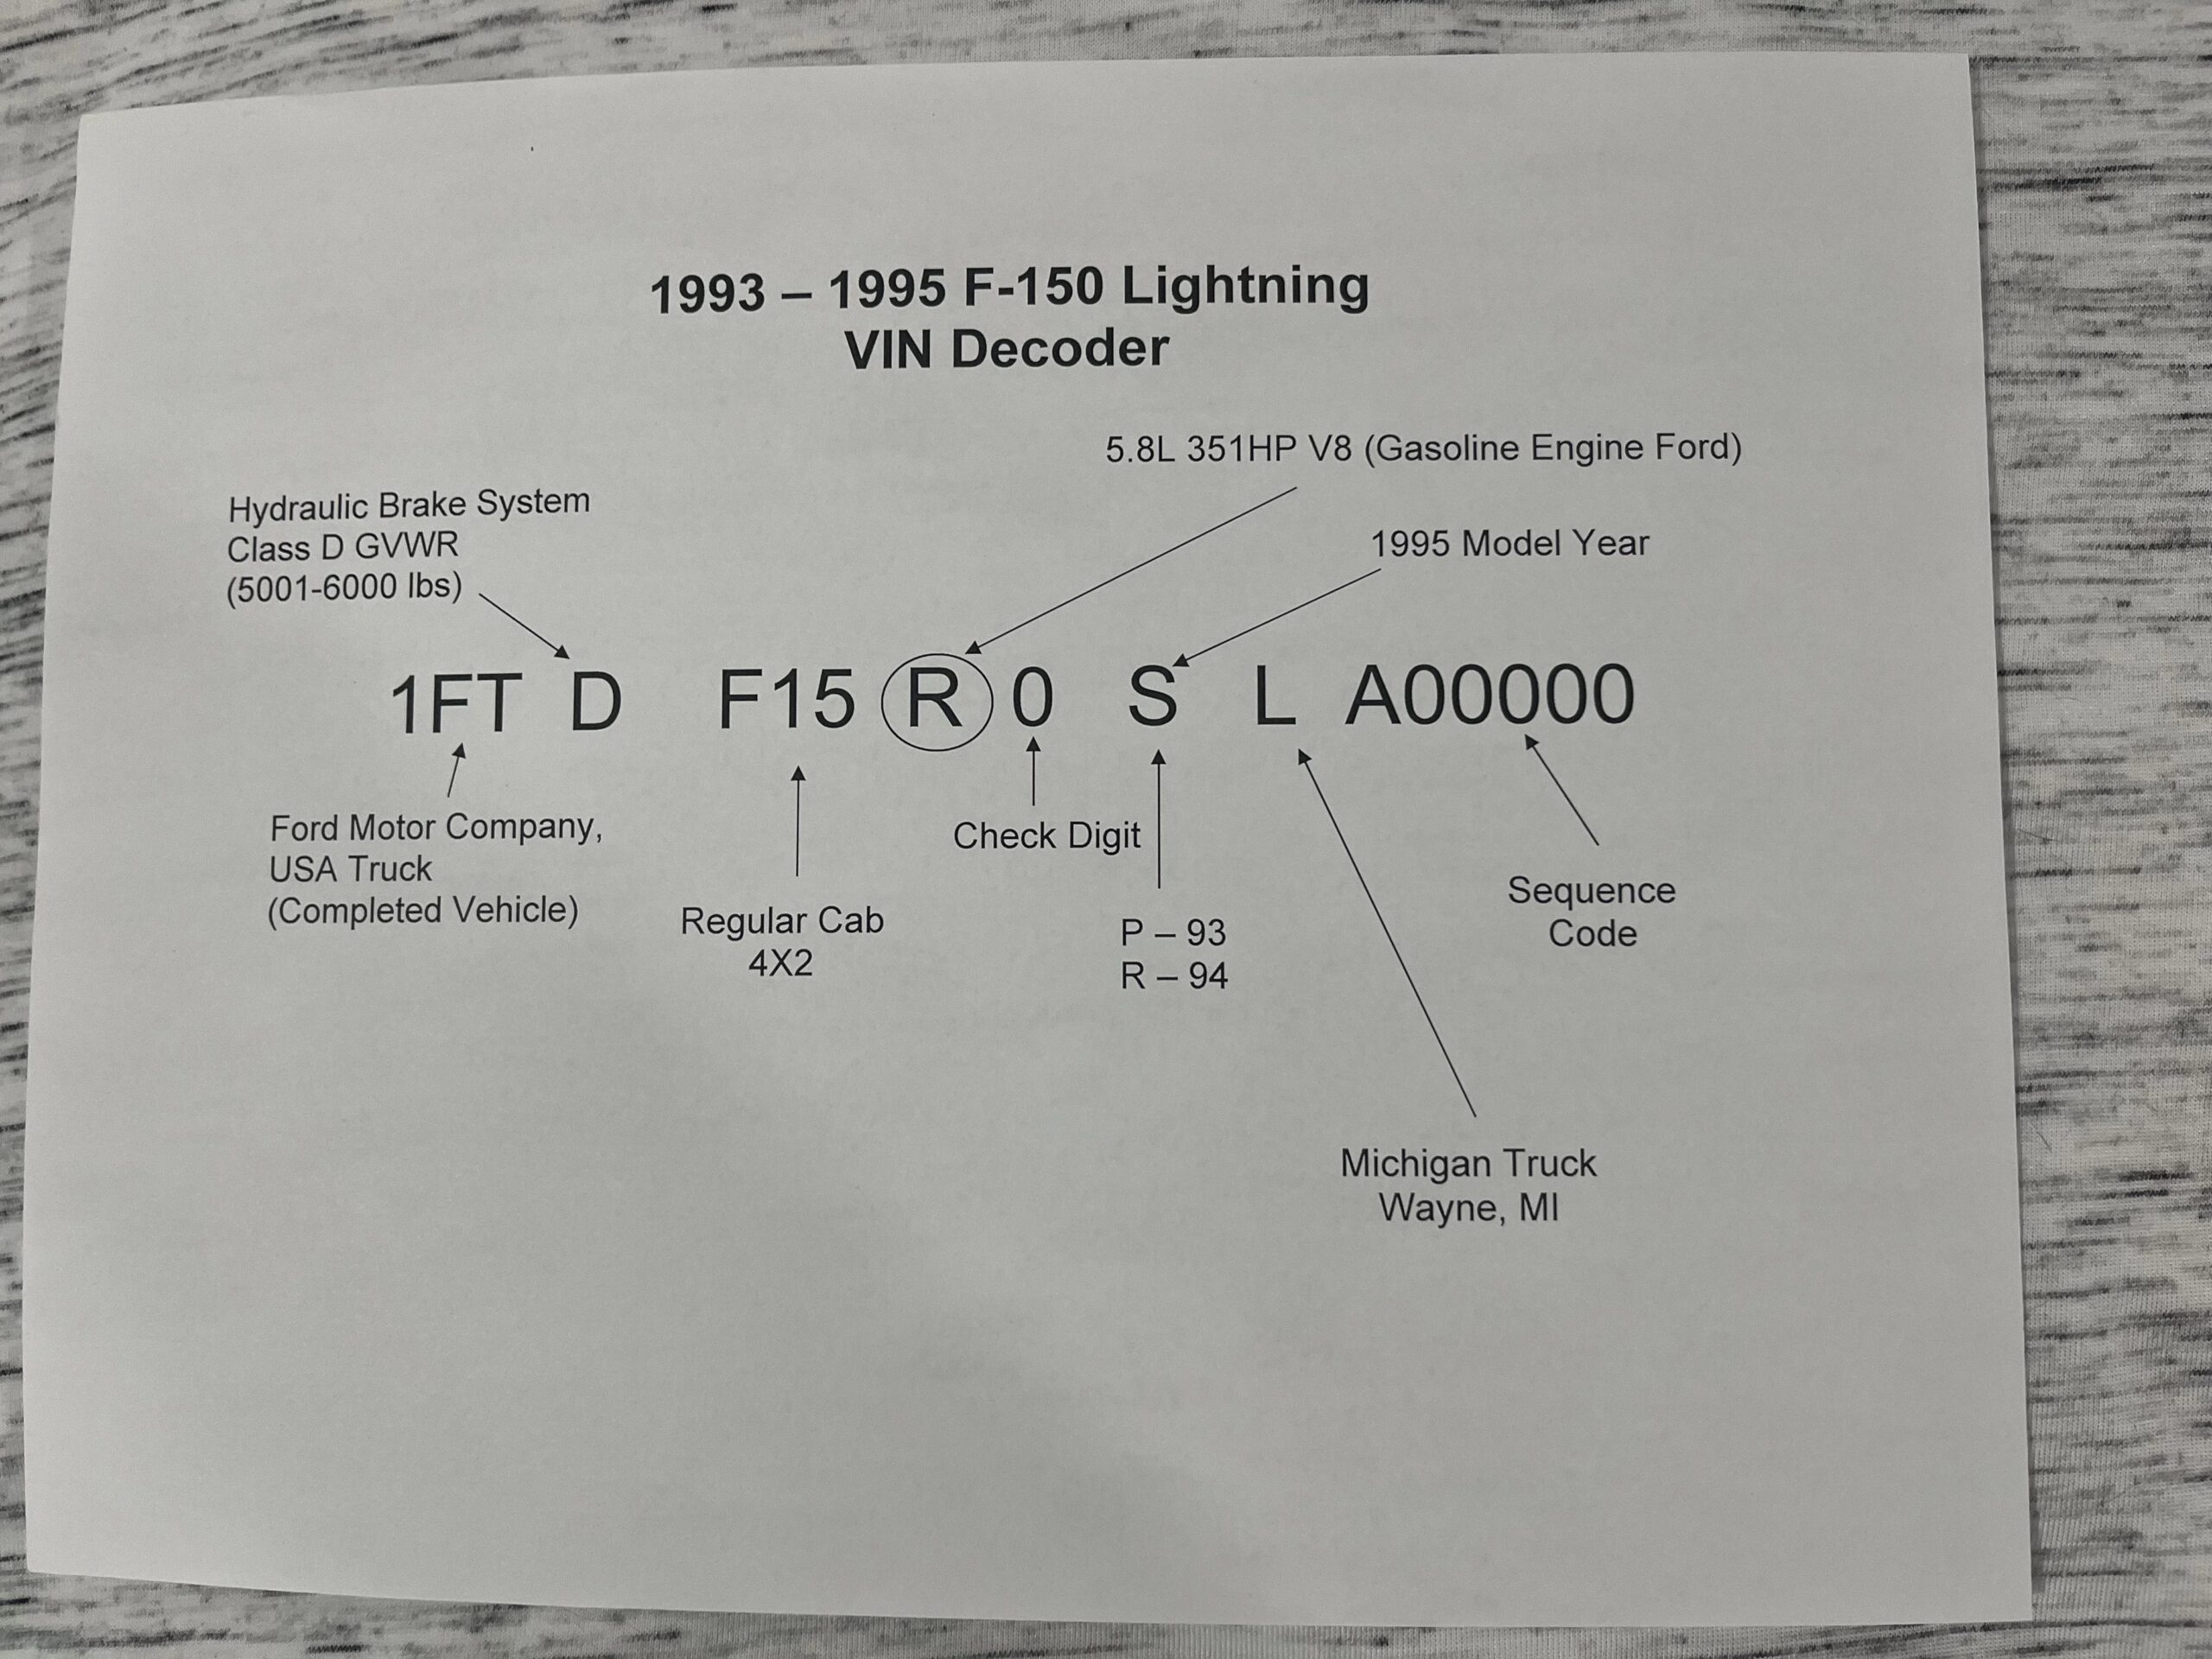 1993 – 1995 F-150 Lightning
VIN Decoder
5.8L 351HP V8 (Gasoline Engine Ford)
Hydraulic Brake System
Class D GVWR
(5001-6000 lbs)
1995 Model Year
1FT D F15 R 0 S L A00000
Ford Motor Company,
USA Truck
(Completed Vehicle)
Regular Cab
4X2
Check Digit
P – 93
R – 94
Sequence
Code
Michigan Truck
Wayne, MI